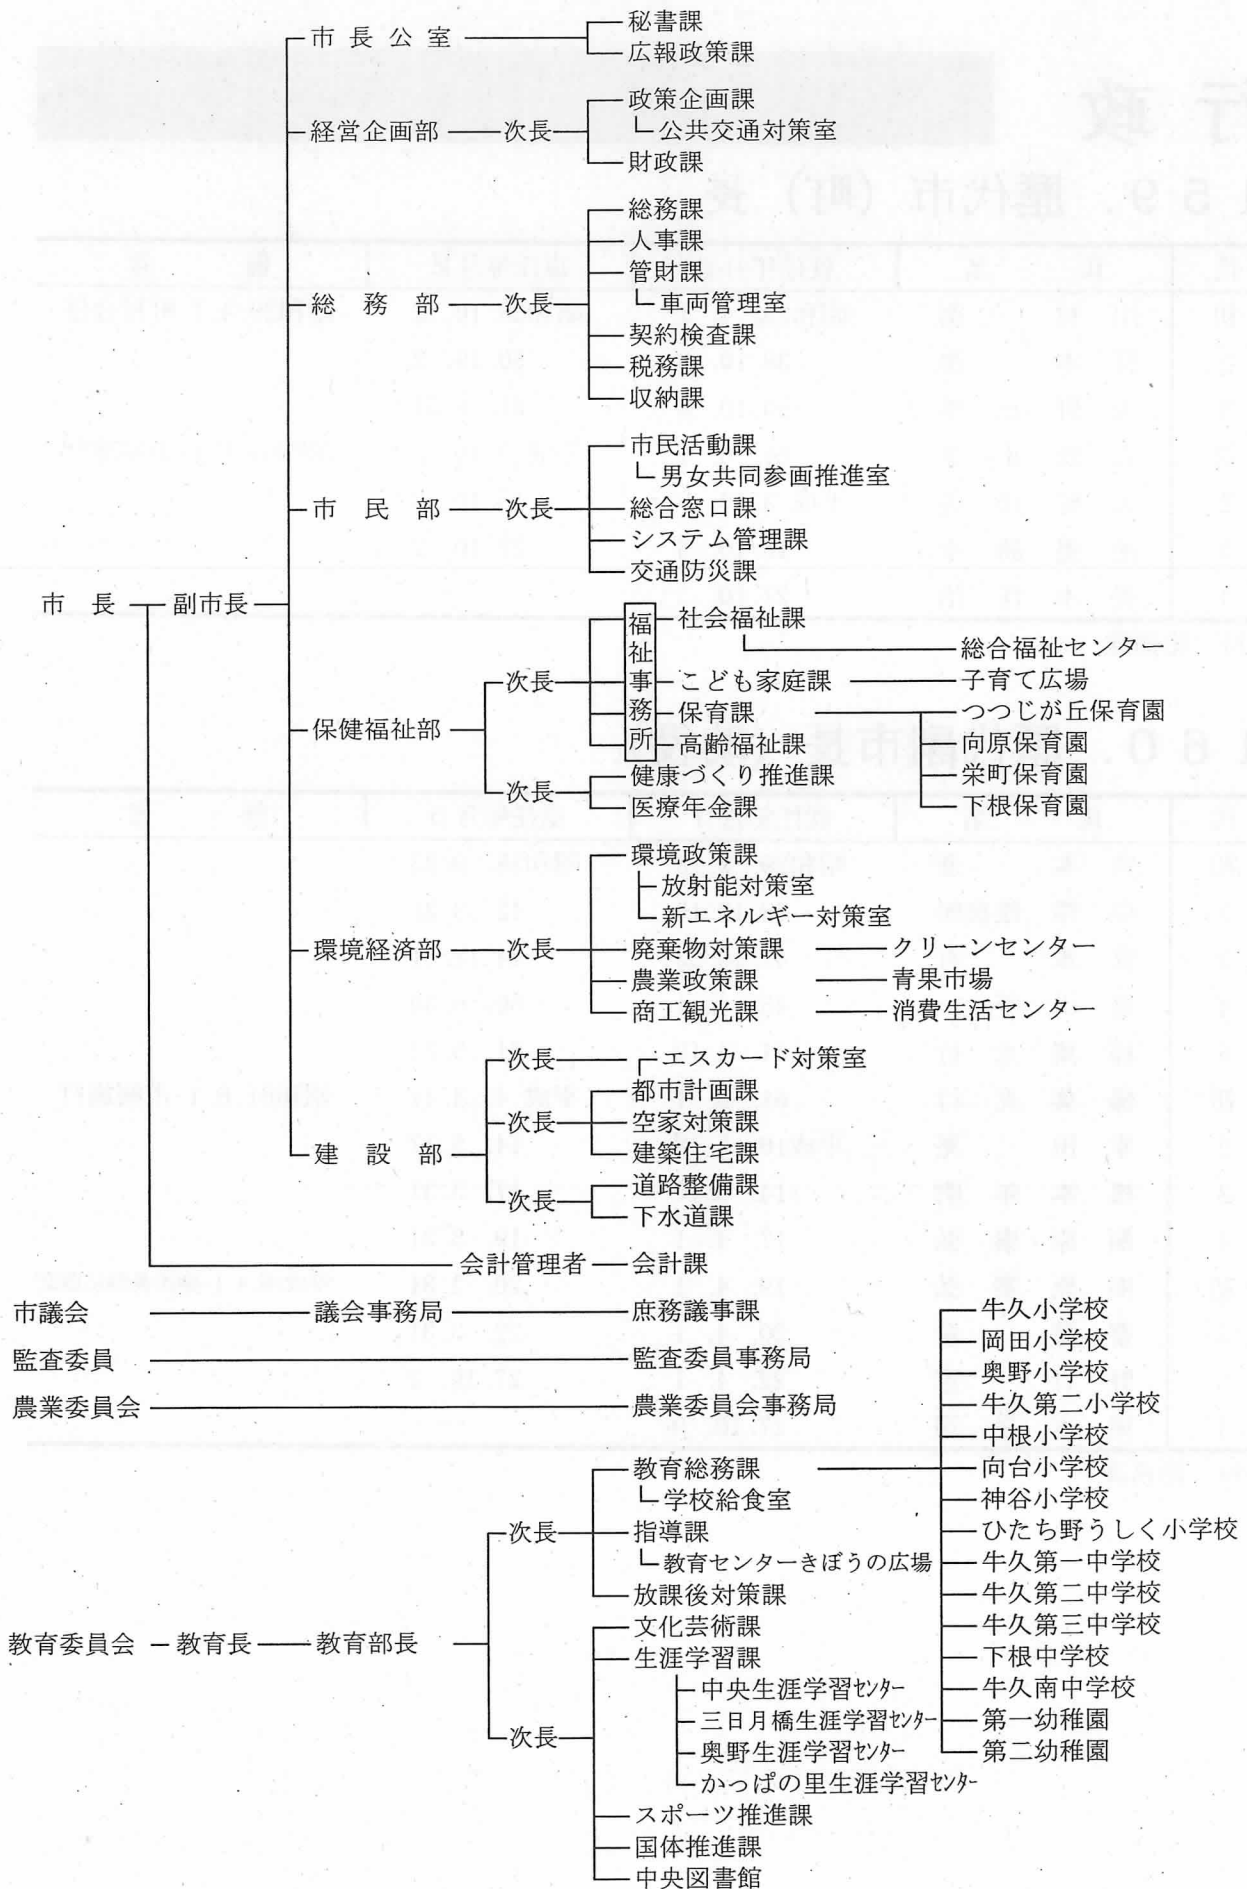 市長
副市長
市長公室
秘書課
広報政策課
経営企画部
次長
政策企画課
公共交通対策室
財政課
総務部
次長
総務課
人事課
管財課
車両管理室
契約検査課
税務課
収納課
市民部
次長
市民活動課
男女共同参画推進室
総合窓口課
システム管理課
交通防災課
保健福祉部
次長
福祉事務所
社会福祉課
総合福祉センター
こども家庭課
子育て広場
保育課
つつじが丘保育園
向原保育園
栄町保育園
下根保育園
高齢福祉課
次長
健康づくり推進課
医療年金課
環境経済部
次長
環境政策課
放射能対策室
新エネルギー対策室
廃棄物対策課
クリーンセンター
農業政策課
青果市場
商工観光課
消費生活センター
建設部
次長
エスカード対策室
次長
都市計画課
空家対策課
建築住宅課
次長
道路整備課
下水道課
会計管理者
会計課
市議会
議会事務局
庶務議事課
監査委員
監査委員事務局
農業委員会
農業委員会事務局
教育委員会
教育長
教育部長
次長
教育総務課
学校給食室
牛久小学校
岡田小学校
奥野小学校
牛久第二小学校
中根小学校
向台小学校
神谷小学校
ひたち野うしく小学校
牛久第一中学校
牛久第二中学校
牛久第三中学校
下根中学校
牛久南中学校
第一幼稚園
第二幼稚園
指導課
教育センターきぼうの広場
放課後対策課
次長
文化芸術課
生涯学習課
中央生涯学習ｾﾝﾀｰ
三日月橋生涯学習ｾﾝﾀｰ
奥野生涯学習ｾﾝﾀｰ
かっぱの里生涯学習ｾﾝﾀｰ
スポーツ推進課
国体推進課
中央図書館